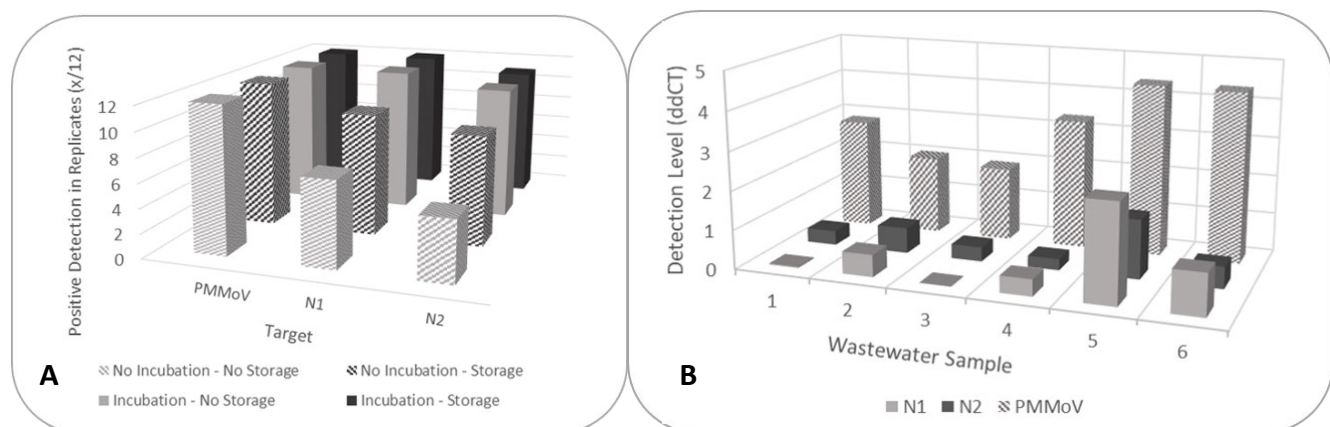 Positive Detection in Replicates (x/12)
12
10
8
6
4
2
0
PMMoV
N1
N2
Target
No Incubation - No Storage
No Incubation - Storage
Incubation - No Storage
Incubation - Storage
A
Detection Level (ddCT)
5
4
3
2
1
0
1
2
3
4
5
6
Wastewater Sample
N1 N2 PMMoV
B